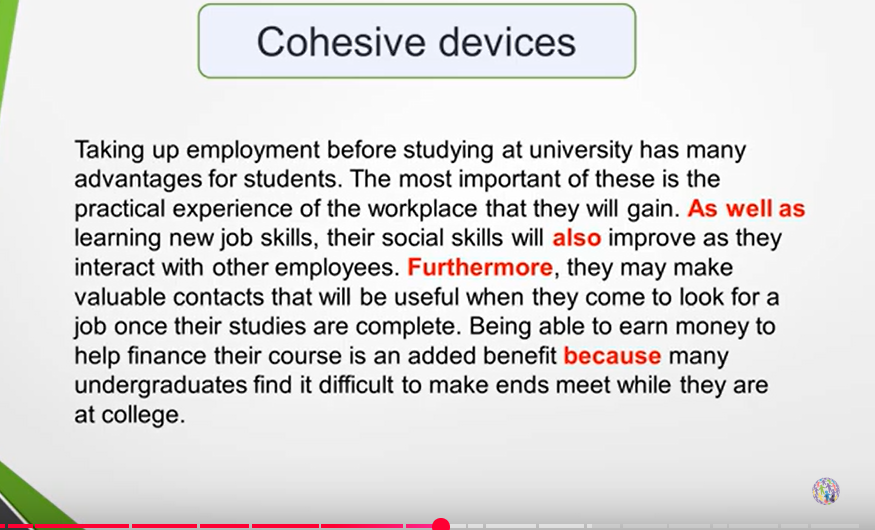 Cohesive devices
Taking up employment before studying at university has many
advantages for students. The most important of these is the
practical experience of the workplace that they will gain. As well as
learning new job skills, their social skills will also improve as they
interact with other employees. Furthermore, they may make
valuable contacts that will be useful when they come to look for a
job once their studies are complete. Being able to earn money to
help finance their course is an added benefit because many
undergraduates find it difficult to make ends meet while they are
at college.